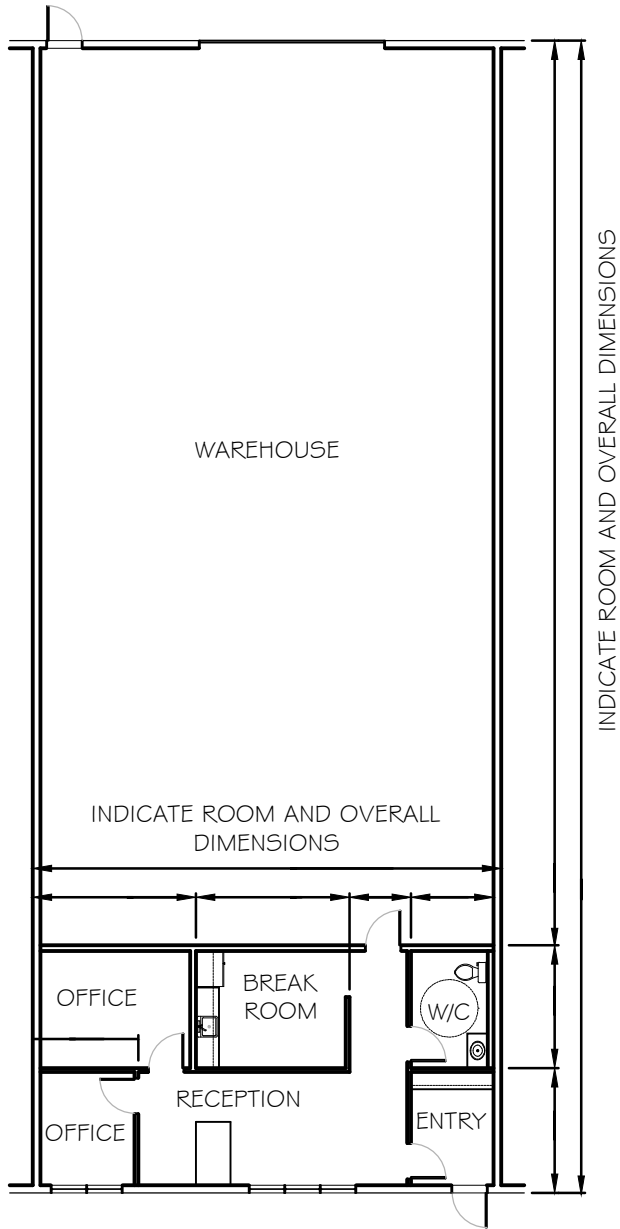 WAREHOUSE
INDICATE ROOM AND OVERALL DIMENSIONS
INDICATE ROOM AND OVERALL
DIMENSIONS
OFFICE
BREAK
ROOM
W/C
RECEPTION
OFFICE
ENTRY